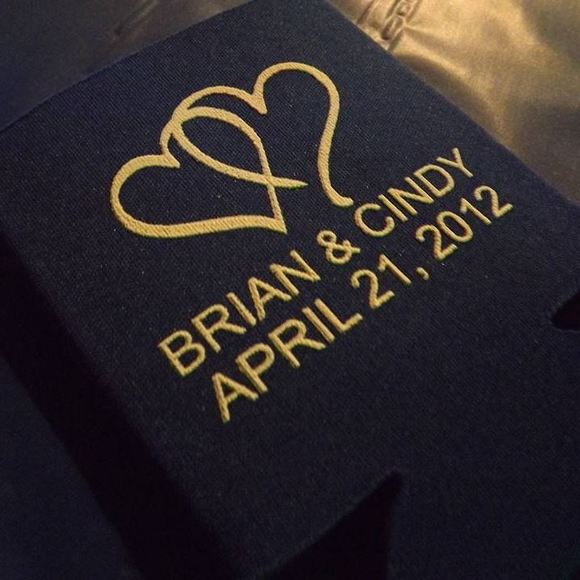 BRIAN & CINDY
APRIL 21, 2012